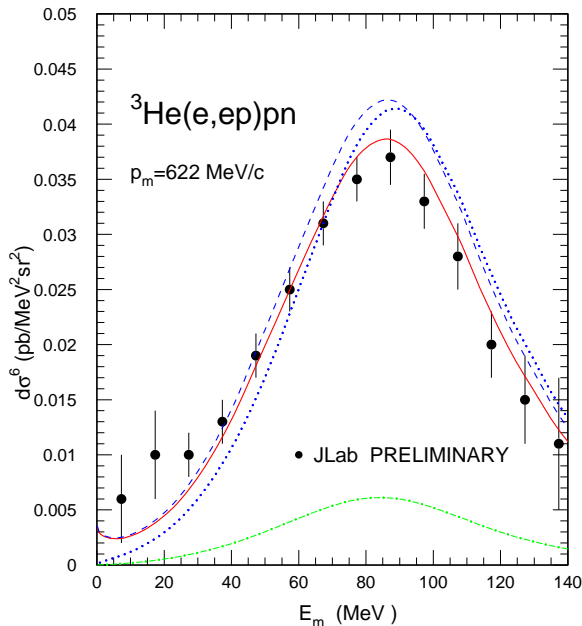 0.05
0.045
0.04
0.035
0.03
0.025
0.02
0.015
0.01
0.005
0
dσ⁶ (pb/MeV²sr²)
³He(e,ep)pn
pₘ=622 MeV/c
JLab PRELIMINARY
0 20 40 60 80 100 120 140
Eₘ (MeV)